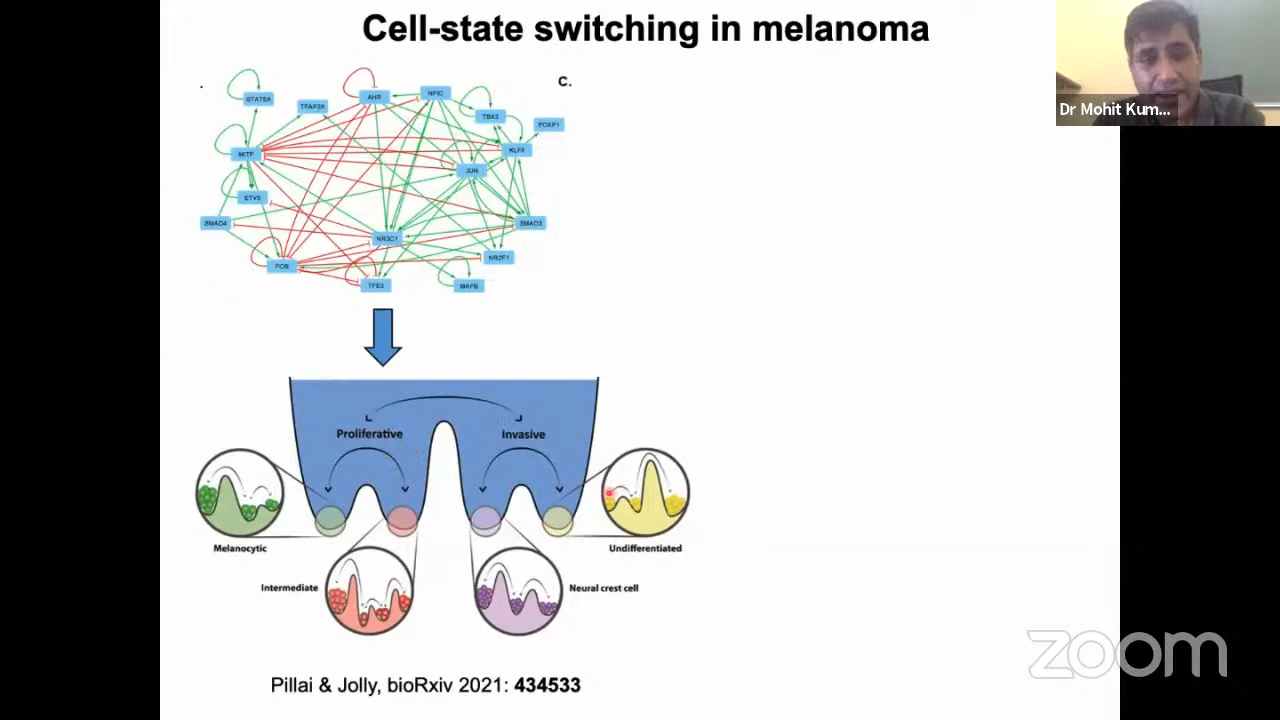 Cell-state switching in melanoma
C.
STAT5A
TFAP2A
AHR
NFIC
TBX3
FOXF1
MITF
KLF4
JUN
ETV5
SMAD4
SMAD3
NR3C1
FOS
NR2F1
TFE3
MAFB
Proliferative
Invasive
Melanocytic
Undifferentiated
Intermediate
Neural crest cell
Pillai & Jolly, bioRxiv 2021: 434533
Dr Mohit Kum...
zoom